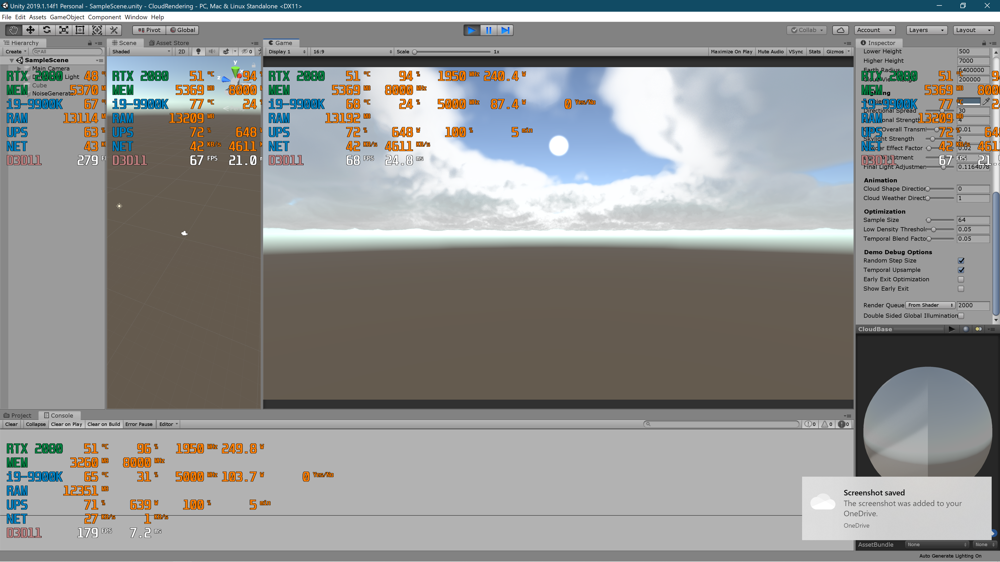 Unity 2019.1.14f1 Personal - SampleScene.unity - CloudRendering - PC, Mac & Linux Standalone <DX11>
File Edit Assets GameObject Component Window Help
Pivot Global Collab Account Layers Layout
Hierarchy
Create All
SampleScene
Main Camera
Light
Cube
NoiseGenerat
RTX 2080 48 °C
MEM 5370
i9-9900K 67 °C
RAM 13114
UPS 63 %
NET 43
D3D11 279
Scene Asset Store
Shaded 2D 0
y
x
z
Persp
RTX 2080 51 °C 94
MEM 5369 MB 8000
i9-9900K 77 °C 24
RAM 13209 MB
UPS 72 % 648
NET 42 KB/s 4611
D3D11 67 FPS 21.0
Game
Display 1 16:9 Scale 1x Maximize On Play Mute Audio VSync Stats Gizmos
RTX 2080 51 °C 94 % 1950 MHz 240.4 W
MEM 5369 MB 8000 MHz
i9-9900K 68 °C 24 % 5000 MHz 87.4 W 0 Yes/No
RAM 13192 MB
UPS 72 % 648 W 100 % 5 min
NET 42 KB/s 4611 KB/s
D3D11 68 FPS 24.8 ms
Inspector
Lower Height 500
Higher Height 7000
Earth Radius 6400000
200000
RTX 2080 51 °C
MEM 5369 MB 800
i9-9900K 77 °C
Directional Spread 30
RAM 13209 MB
4
Overall Transmi 0.01
UPS 72 % 64
Skylight Strength 2
NET 42 KB/s 461
Effect Factor 0.02
D3D11 67 FPS 21.
Final Light Adjustmen 0.1164078
Animation
Cloud Shape Direction 0
Cloud Weather Direct 1
Optimization
Sample Size 64
Low Density Threshol 0.05
Temporal Blend Facto 0.05
Demo Debug Options
Random Step Size
Temporal Upsample
Early Exit Optimization
Show Early Exit
Render Queue From Shader 2000
Double Sided Global Illumination
CloudBase
Project Console
Clear Collapse Clear on Play Clear on Build Error Pause Editor 0 0 0
RTX 2080 51 °C 96 % 1950 MHz 249.8 W
MEM 3260 MB 8000 MHz
i9-9900K 65 °C 31 % 5000 MHz 103.7 W 0 Yes/No
RAM 12351 MB
UPS 71 % 639 W 100 % 5 min
NET 27 KB/s 1 KB/s
D3D11 179 FPS 7.2 ms
Screenshot saved
The screenshot was added to your
OneDrive.
OneDrive
AssetBundle None None
Auto Generate Lighting On